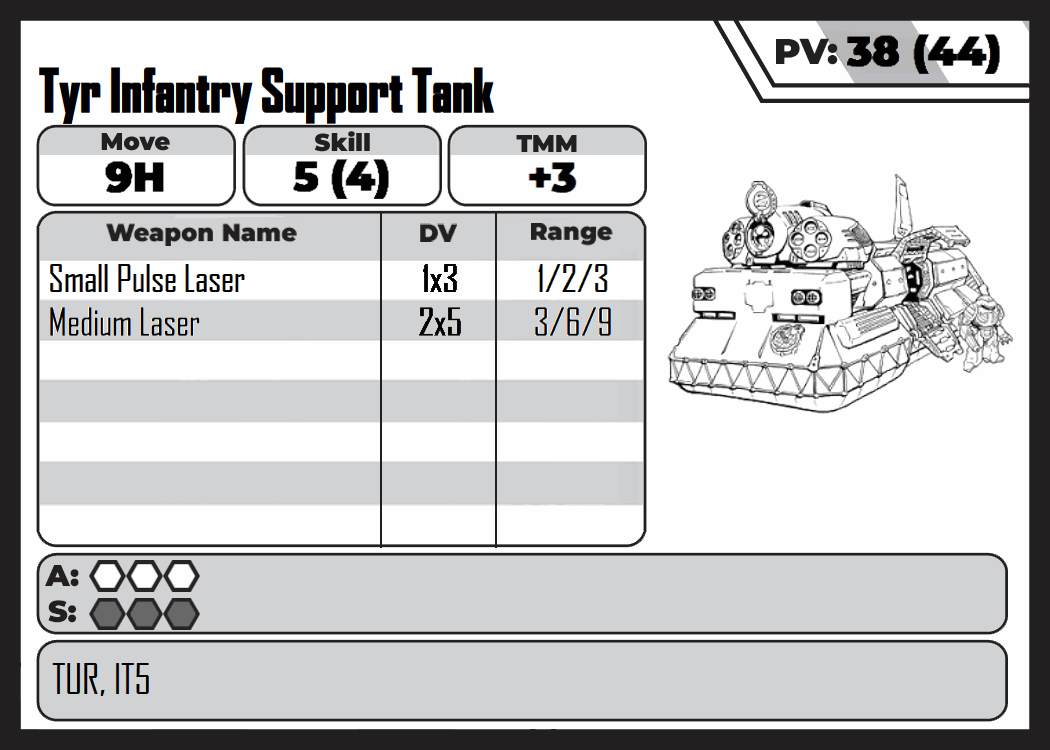 PV: 38 (44)
Tyr Infantry Support Tank
Move Skill TMM
9H 5 (4) +3
Weapon Name DV Range
Small Pulse Laser 1x3 1/2/3
Medium Laser 2x5 3/6/9
A:
S:
TUR, IT5